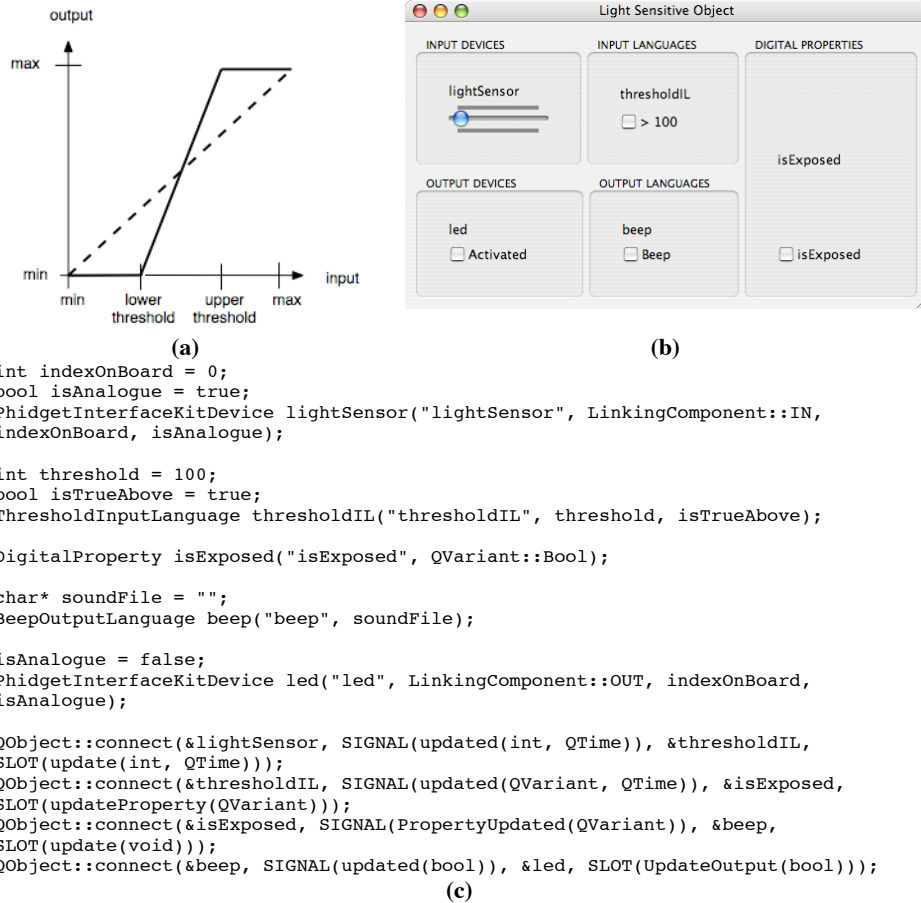 output
max
min
min
lower threshold
upper threshold
max
input
(a)
Light Sensitive Object
INPUT DEVICES
INPUT LANGUAGES
DIGITAL PROPERTIES
lightSensor
thresholdIL
> 100
isExposed
OUTPUT DEVICES
OUTPUT LANGUAGES
led
beep
Activated
Beep
isExposed
(b)
int indexOnBoard = 0;
bool isAnalogue = true;
PhidgetInterfaceKitDevice lightSensor("lightSensor", LinkingComponent::IN,
indexOnBoard, isAnalogue);
int threshold = 100;
bool isTrueAbove = true;
ThresholdInputLanguage thresholdIL("thresholdIL", threshold, isTrueAbove);
DigitalProperty isExposed("isExposed", QVariant::Bool);
char* soundFile = "";
BeepOutputLanguage beep("beep", soundFile);
isAnalogue = false;
PhidgetInterfaceKitDevice led("led", LinkingComponent::OUT, indexOnBoard,
isAnalogue);
QObject::connect(&lightSensor, SIGNAL(updated(int, QTime)), &thresholdIL,
SLOT(update(int, QTime)));
QObject::connect(&thresholdIL, SIGNAL(updated(QVariant, QTime)), &isExposed,
SLOT(updateProperty(QVariant)));
QObject::connect(&isExposed, SIGNAL(PropertyUpdated(QVariant)), &beep,
SLOT(update(void)));
QObject::connect(&beep, SIGNAL(updated(bool)), &led, SLOT(UpdateOutput(bool)));
(c)